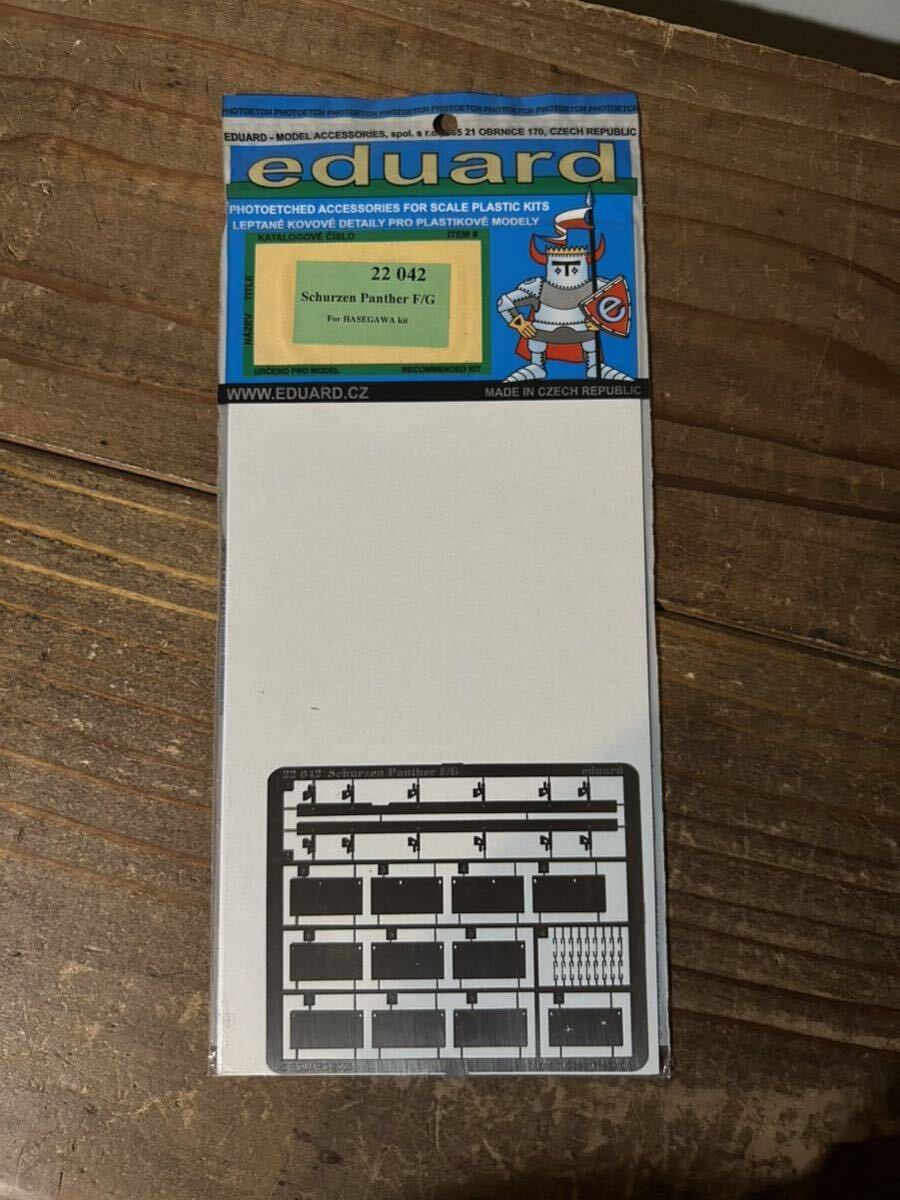 PHOTOETCH PHOTOETCH PHOTOETCH PHOTOETCH PHOTOETCH PHOTOETCH PHOTOETCH PHOTOETCH
EDUARD - MODEL ACCESSORIES, spol. s r.o. 21 OBRNICE 170, CZECH REPUBLIC
eduard
PHOTOETCHED ACCESSORIES FOR SCALE PLASTIC KITS
LEPTANÉ KOVOVÉ DETAILY PRO PLASTIKOVÉ MODELY
KATALOGOVÉ ČÍSLO ITEM #
NÁZEV TITLE
22 042
Schurzen Panther F/G
For HASEGAWA kit
URČENO PRO MODEL RECOMMENDED KIT
e
WWW.EDUARD.CZ MADE IN CZECH REPUBLIC
22 042 Schurzen Panther F/G eduard
© EDUARD